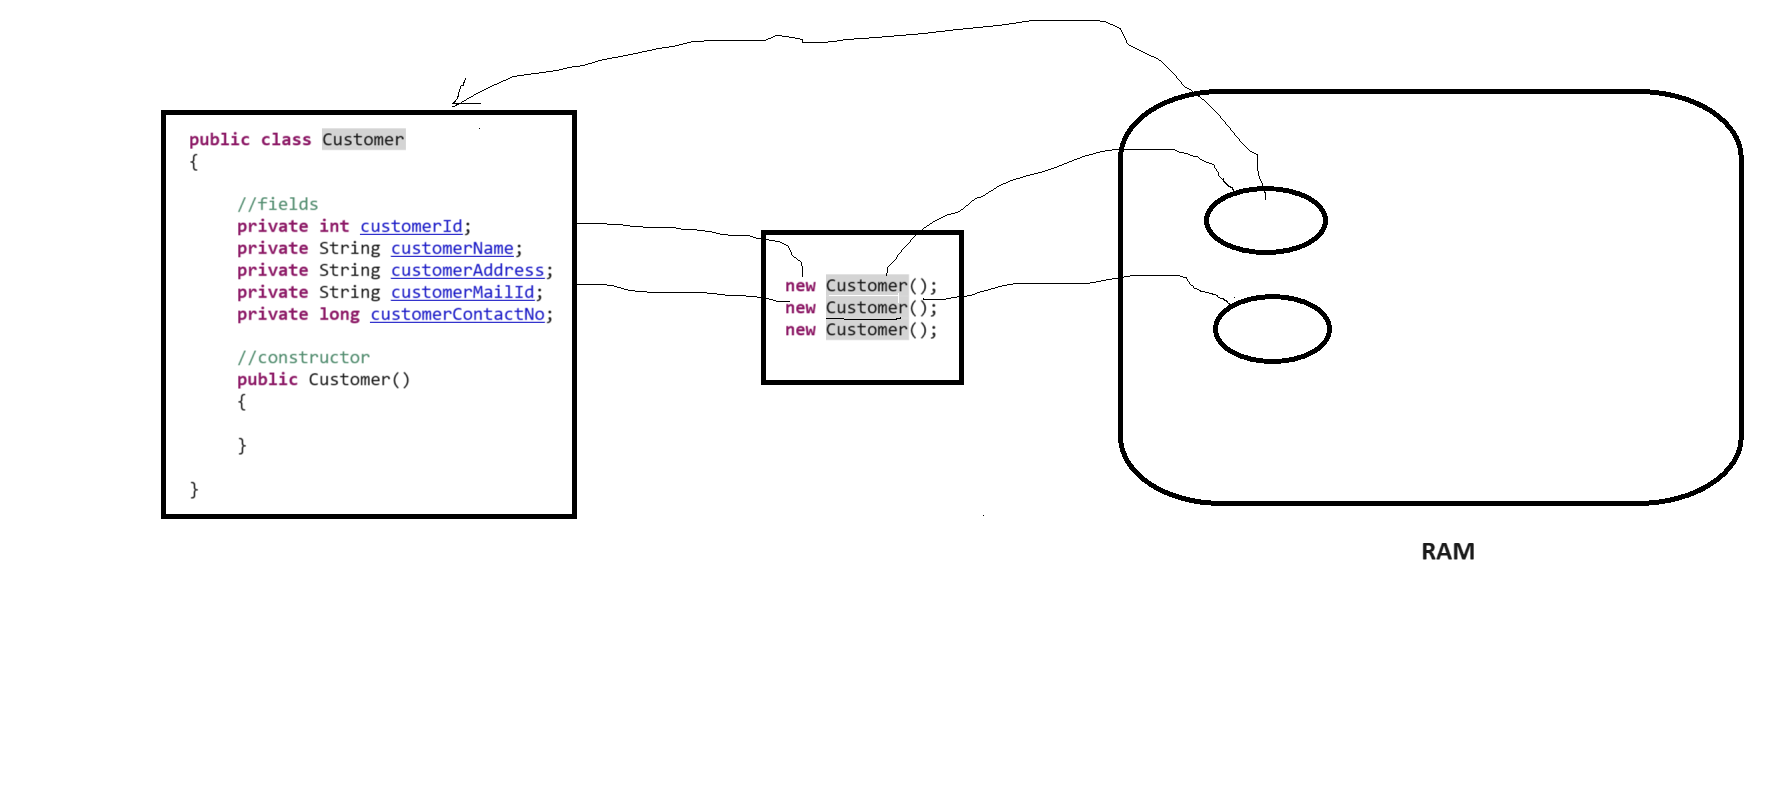 public class Customer
{
//fields
private int customerId;
private String customerName;
private String customerAddress;
private String customerMailId;
private long customerContactNo;
//constructor
public Customer()
{
}
}
new Customer();
new Customer();
new Customer();
RAM